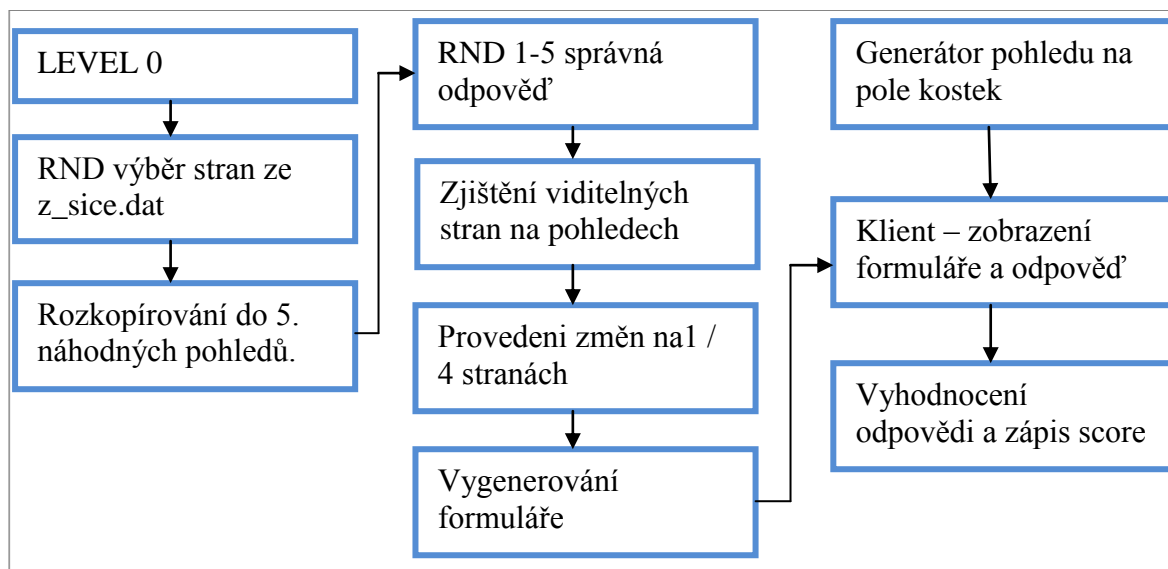 LEVEL 0
RND výběr stran ze
z_sice.dat
Rozkopírování do 5.
náhodných pohledů.
RND 1-5 správná
odpověď
Zjištění viditelných
stran na pohledech
Provedeni změn na1 /
4 stranách
Vygenerování
formuláře
Generátor pohledu na
pole kostek
Klient – zobrazení
formuláře a odpověď
Vyhodnocení
odpovědi a zápis score